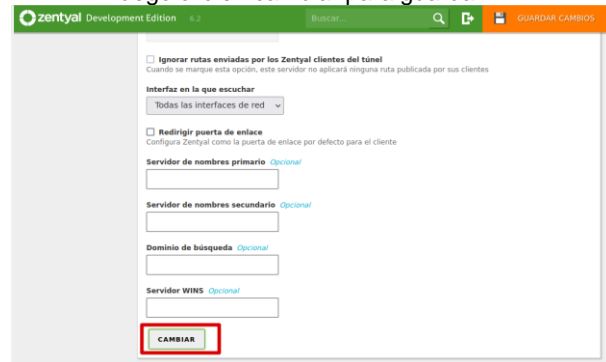 zentyal Development Edition 6.2 Buscar... GUARDAR CAMBIOS
Ignorar rutas enviadas por los Zentyal clientes del túnel
Cuando se marque esta opción, este servidor no aplicará ninguna ruta publicada por sus clientes
Interfaz en la que escuchar
Todas las interfaces de red
Redirigir puerta de enlace
Configura Zentyal como la puerta de enlace por defecto para el cliente
Servidor de nombres primario Opcional
Servidor de nombres secundario Opcional
Dominio de búsqueda Opcional
Servidor WINS Opcional
CAMBIAR